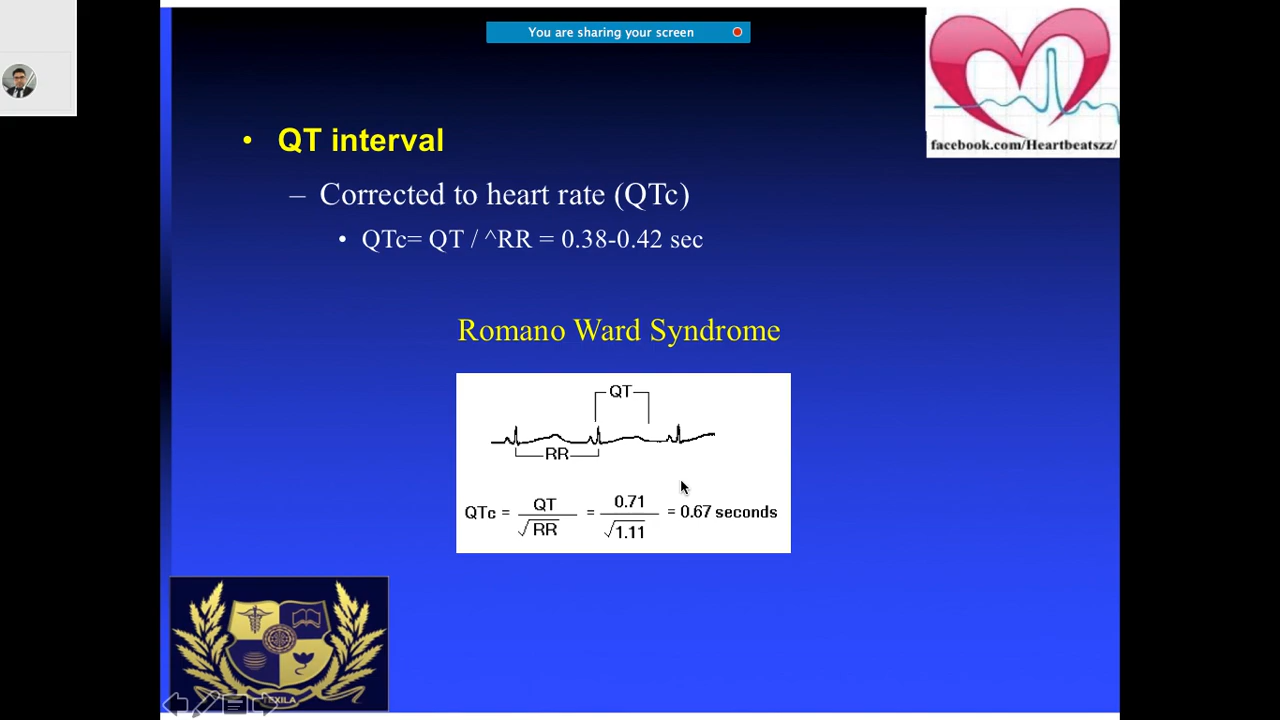 You are sharing your screen
facebook.com/Heartbeatszz/
• QT interval
– Corrected to heart rate (QTc)
• QTc= QT / ^RR = 0.38-0.42 sec
Romano Ward Syndrome
QT
RR
QTc = QT / √RR = 0.71 / √1.11 = 0.67 seconds
TEXILA